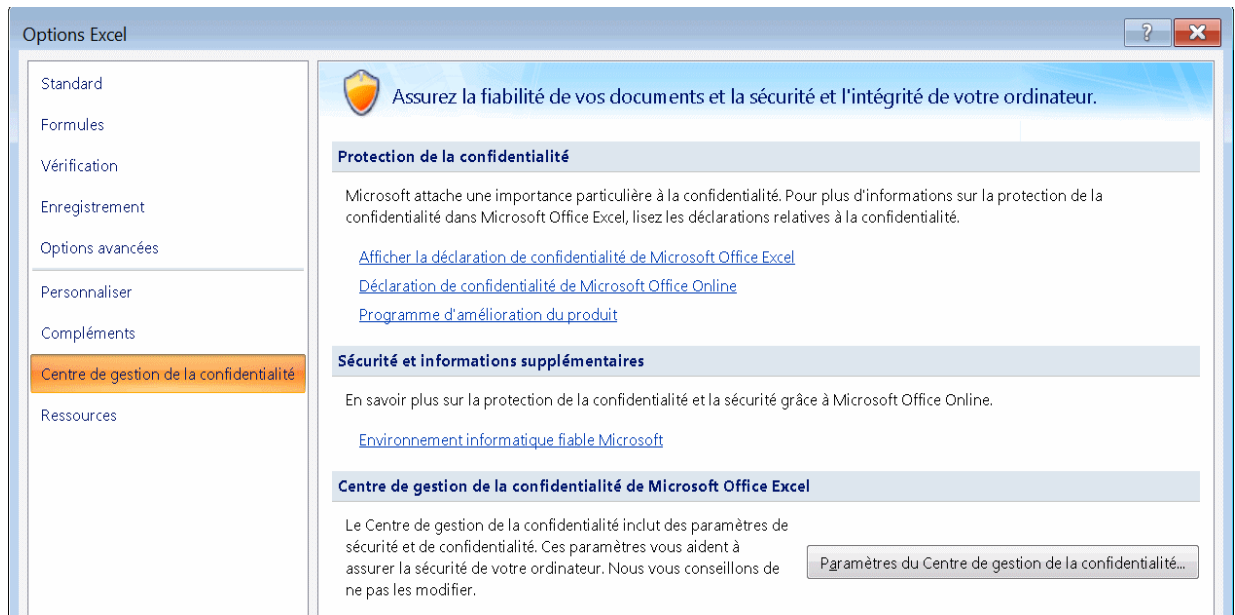 Options Excel
?
Standard
Formules
Vérification
Enregistrement
Options avancées
Personnaliser
Compléments
Centre de gestion de la confidentialité
Ressources
Assurez la fiabilité de vos documents et la sécurité et l'intégrité de votre ordinateur.
Protection de la confidentialité
Microsoft attache une importance particulière à la confidentialité. Pour plus d'informations sur la protection de la
confidentialité dans Microsoft Office Excel, lisez les déclarations relatives à la confidentialité.
Afficher la déclaration de confidentialité de Microsoft Office Excel
Déclaration de confidentialité de Microsoft Office Online
Programme d'amélioration du produit
Sécurité et informations supplémentaires
En savoir plus sur la protection de la confidentialité et la sécurité grâce à Microsoft Office Online.
Environnement informatique fiable Microsoft
Centre de gestion de la confidentialité de Microsoft Office Excel
Le Centre de gestion de la confidentialité inclut des paramètres de
sécurité et de confidentialité. Ces paramètres vous aident à
assurer la sécurité de votre ordinateur. Nous vous conseillons de
ne pas les modifier.
Paramètres du Centre de gestion de la confidentialité...